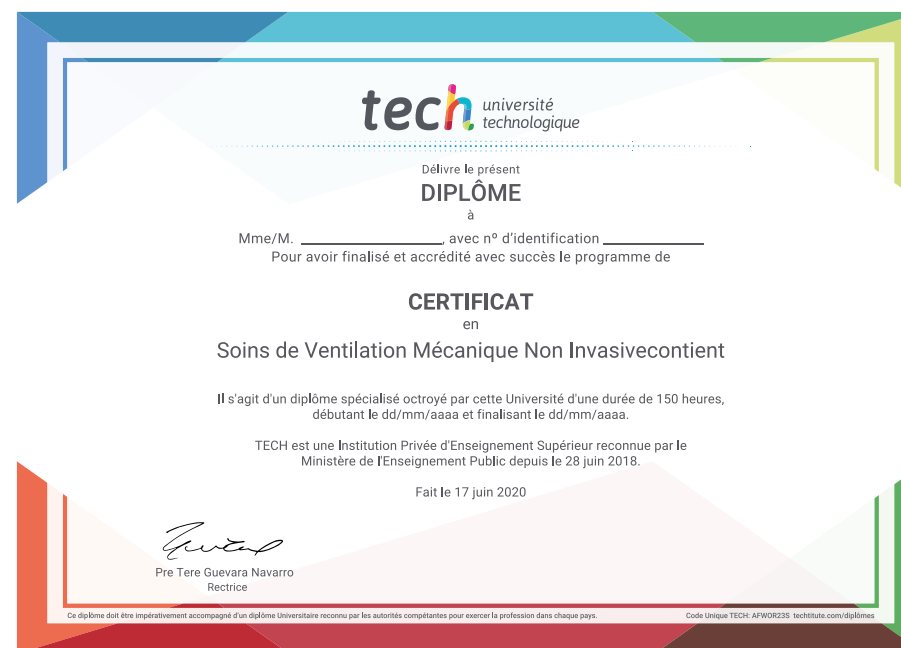 tech université
technologique
Délivre le présent
DIPLÔME
à
Mme/M. ____________________, avec nº d'identification ______________
Pour avoir finalisé et accrédité avec succès le programme de
CERTIFICAT
en
Soins de Ventilation Mécanique Non Invasivecontient
Il s'agit d'un diplôme spécialisé octroyé par cette Université d'une durée de 150 heures,
débutant le dd/mm/aaaa et finalisant le dd/mm/aaaa.
TECH est une Institution Privée d'Enseignement Supérieur reconnue par le
Ministère de l'Enseignement Public depuis le 28 juin 2018.
Fait le 17 juin 2020
Pre Tere Guevara Navarro
Rectrice
Ce diplôme doit être impérativement accompagné d'un diplôme Universitaire reconnu par les autorités compétantes pour exercer la profession dans chaque pays.
Code Unique TECH: AFWOR23S techtitute.com/diplômes